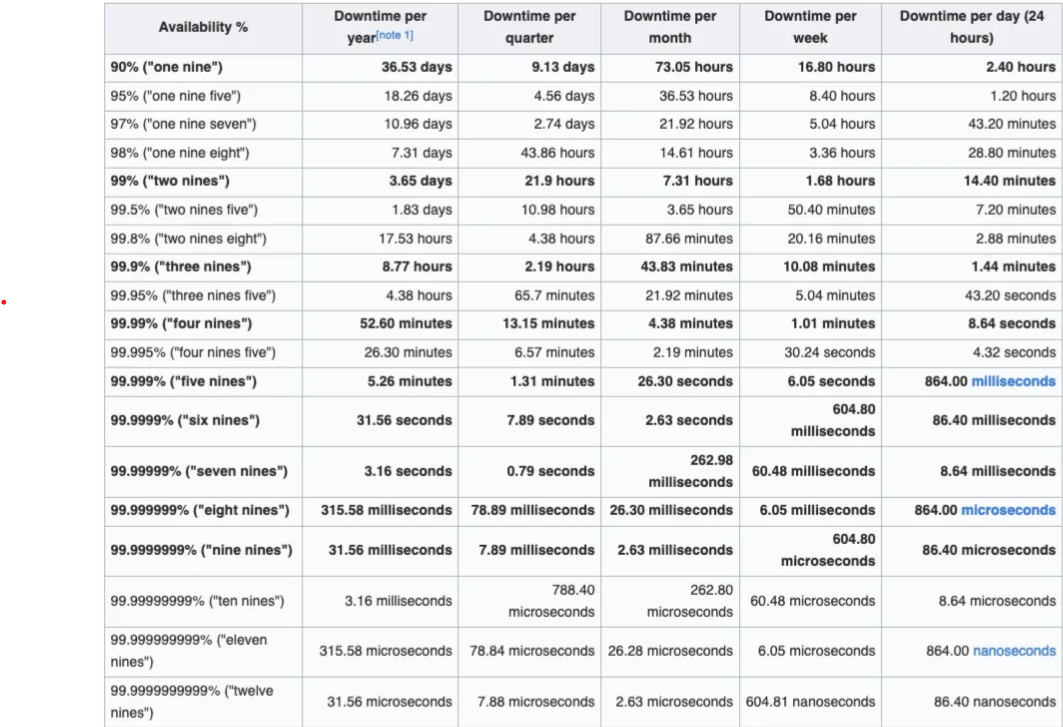 Availability % Downtime per year[note 1] Downtime per quarter Downtime per month Downtime per week Downtime per day (24 hours)
90% ("one nine") 36.53 days 9.13 days 73.05 hours 16.80 hours 2.40 hours
95% ("one nine five") 18.26 days 4.56 days 36.53 hours 8.40 hours 1.20 hours
97% ("one nine seven") 10.96 days 2.74 days 21.92 hours 5.04 hours 43.20 minutes
98% ("one nine eight") 7.31 days 43.86 hours 14.61 hours 3.36 hours 28.80 minutes
99% ("two nines") 3.65 days 21.9 hours 7.31 hours 1.68 hours 14.40 minutes
99.5% ("two nines five") 1.83 days 10.98 hours 3.65 hours 50.40 minutes 7.20 minutes
99.8% ("two nines eight") 17.53 hours 4.38 hours 87.66 minutes 20.16 minutes 2.88 minutes
99.9% ("three nines") 8.77 hours 2.19 hours 43.83 minutes 10.08 minutes 1.44 minutes
99.95% ("three nines five") 4.38 hours 65.7 minutes 21.92 minutes 5.04 minutes 43.20 seconds
99.99% ("four nines") 52.60 minutes 13.15 minutes 4.38 minutes 1.01 minutes 8.64 seconds
99.995% ("four nines five") 26.30 minutes 6.57 minutes 2.19 minutes 30.24 seconds 4.32 seconds
99.999% ("five nines") 5.26 minutes 1.31 minutes 26.30 seconds 6.05 seconds 864.00 milliseconds
99.9999% ("six nines") 31.56 seconds 7.89 seconds 2.63 seconds 604.80 milliseconds 86.40 milliseconds
99.99999% ("seven nines") 3.16 seconds 0.79 seconds 262.98 milliseconds 60.48 milliseconds 8.64 milliseconds
99.999999% ("eight nines") 315.58 milliseconds 78.89 milliseconds 26.30 milliseconds 6.05 milliseconds 864.00 microseconds
99.9999999% ("nine nines") 31.56 milliseconds 7.89 milliseconds 2.63 milliseconds 604.80 microseconds 86.40 microseconds
99.99999999% ("ten nines") 3.16 milliseconds 788.40 microseconds 262.80 microseconds 60.48 microseconds 8.64 microseconds
99.999999999% ("eleven nines") 315.58 microseconds 78.84 microseconds 26.28 microseconds 6.05 microseconds 864.00 nanoseconds
99.9999999999% ("twelve nines") 31.56 microseconds 7.88 microseconds 2.63 microseconds 604.81 nanoseconds 86.40 nanoseconds